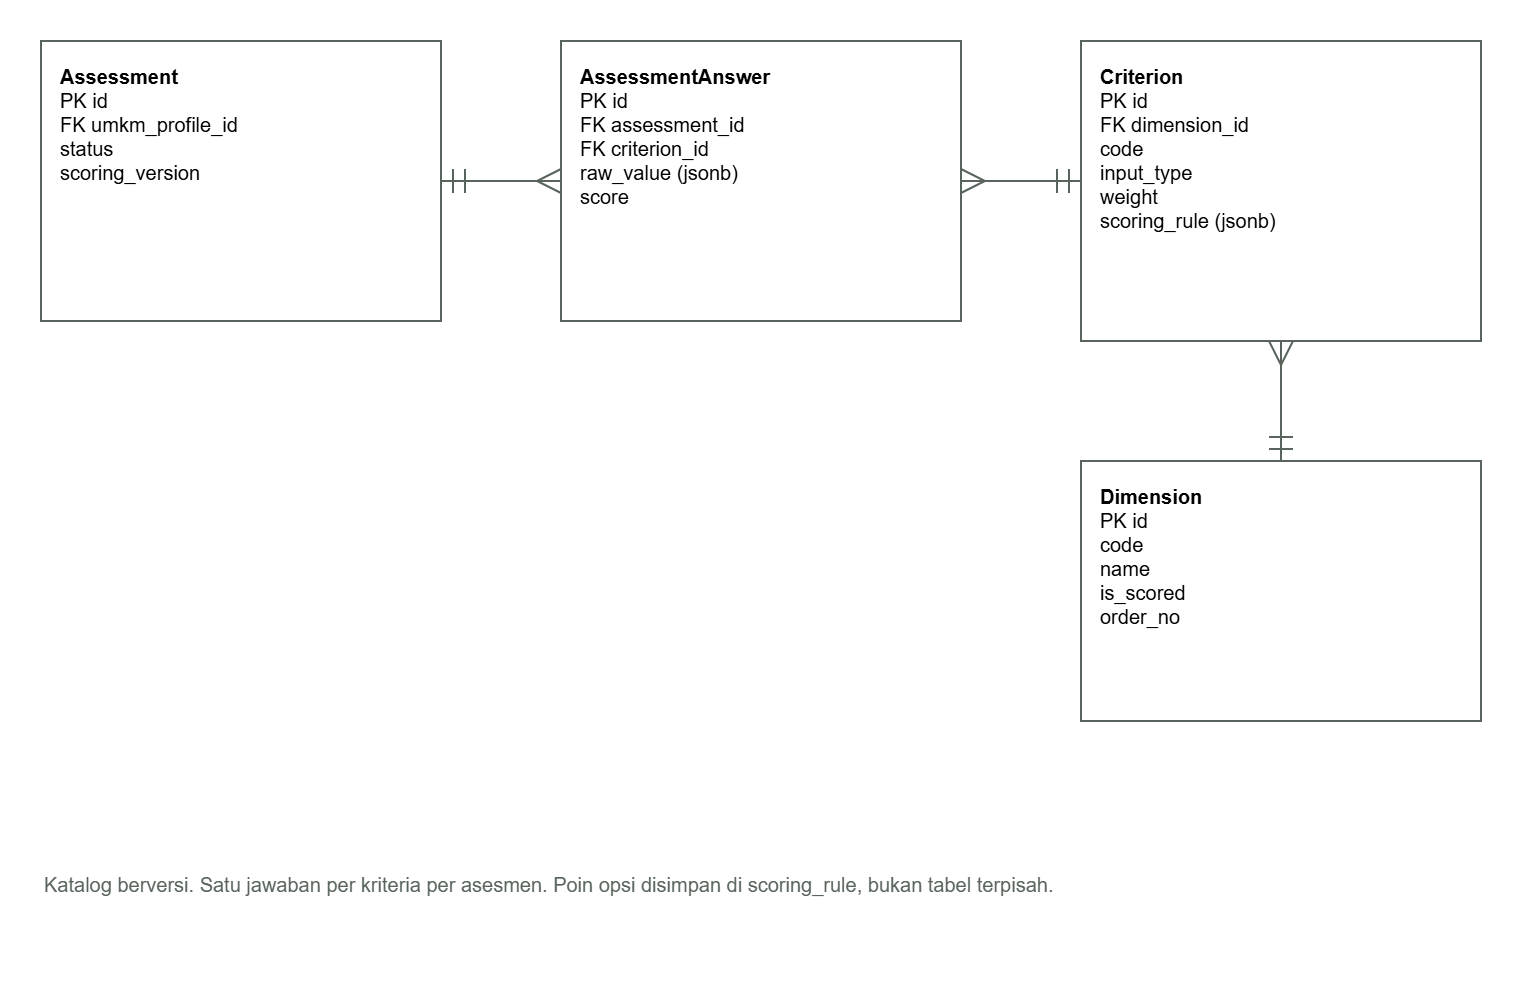 Assessment
PK id
FK umkm_profile_id
status
scoring_version
AssessmentAnswer
PK id
FK assessment_id
FK criterion_id
raw_value (jsonb)
score
Criterion
PK id
FK dimension_id
code
input_type
weight
scoring_rule (jsonb)
Dimension
PK id
code
name
is_scored
order_no
Katalog berversi. Satu jawaban per kriteria per asesmen. Poin opsi disimpan di scoring_rule, bukan tabel terpisah.